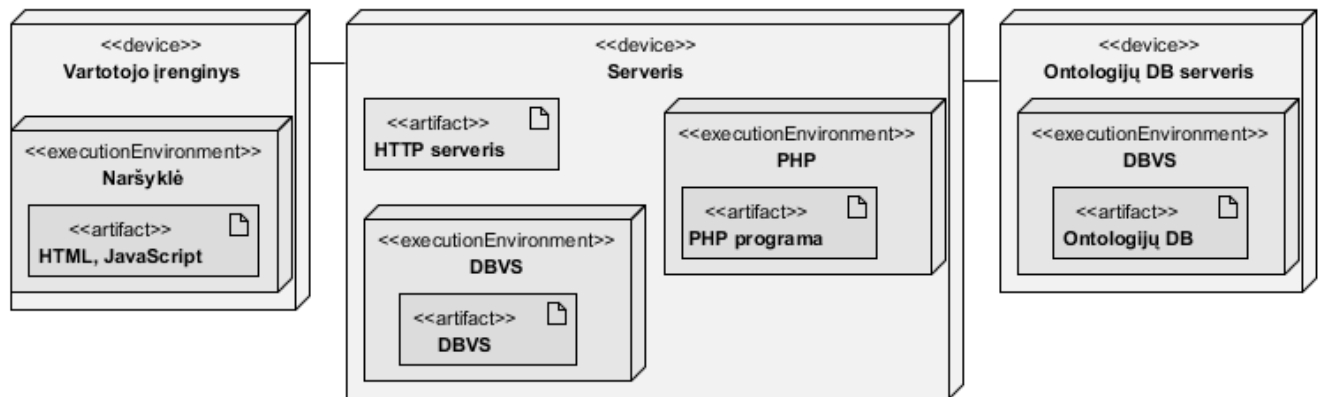 <<device>>
Vartotojo įrenginys
<<executionEnvironment>>
Naršyklė
<<artifact>>
HTML, JavaScript
<<device>>
Serveris
<<artifact>>
HTTP serveris
<<executionEnvironment>>
DBVS
<<artifact>>
DBVS
<<executionEnvironment>>
PHP
<<artifact>>
PHP programa
<<device>>
Ontologijų DB serveris
<<executionEnvironment>>
DBVS
<<artifact>>
Ontologijų DB